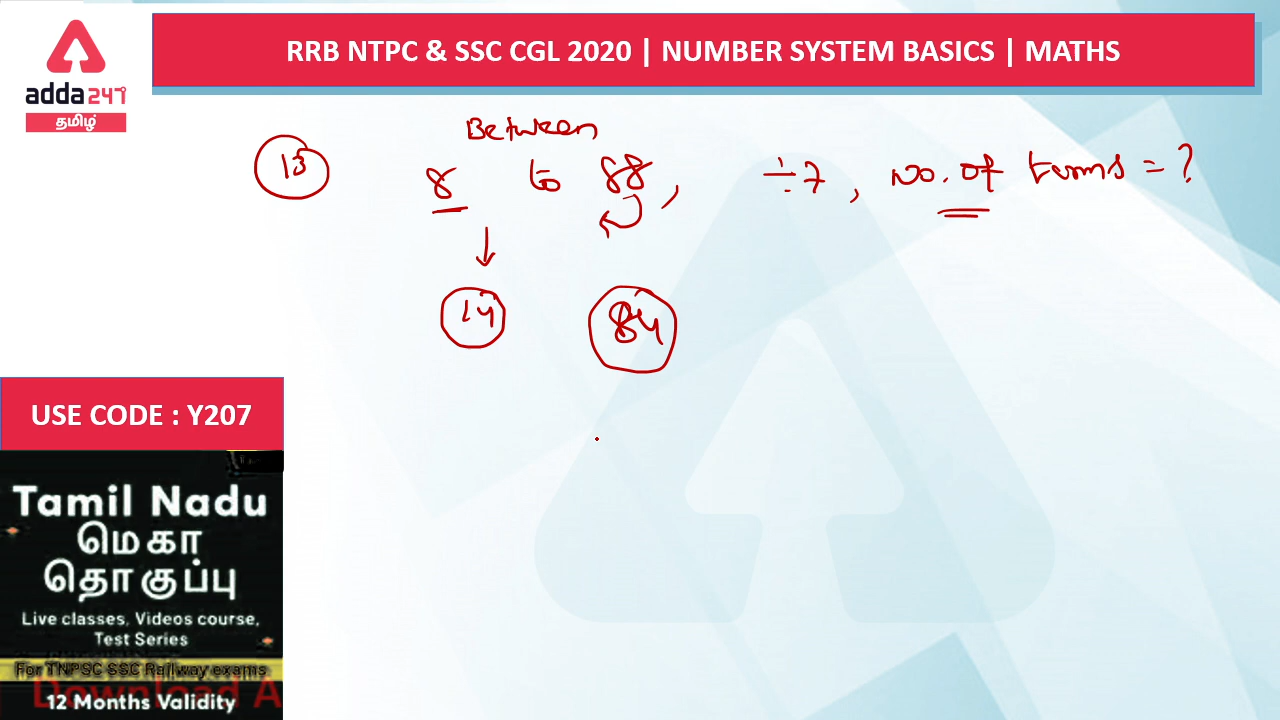 RRB NTPC & SSC CGL 2020 | NUMBER SYSTEM BASICS | MATHS
adda247
தமிழ்
Between
13
8 to 88, ÷7, No. of terms = ?
14 84
USE CODE : Y207
Tamil Nadu
மெகா
தொகுப்பு
Live classes, Videos course,
Test Series
For TNPSC SSC Railway exams
Download A
12 Months Validity